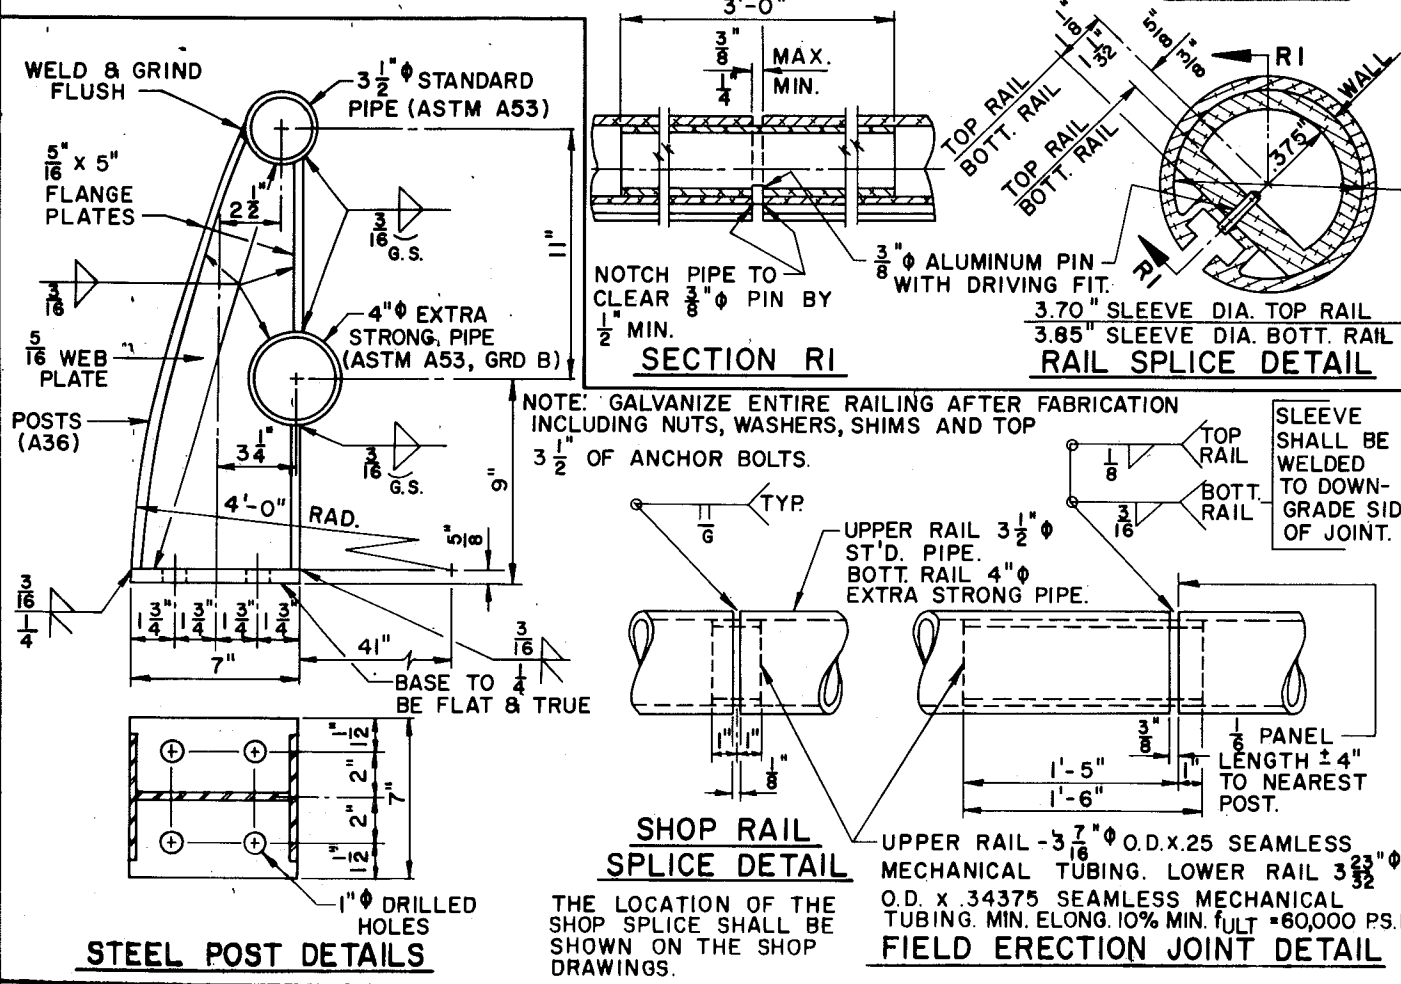 WELD & GRIND
FLUSH
3 1/2" ϕ STANDARD
PIPE (ASTM A53)
5/16" x 5"
FLANGE
PLATES
2 1/2"
3/16
G.S.
11"
3/16
4" ϕ EXTRA
STRONG, PIPE
(ASTM A53, GRD B)
5/16" WEB
PLATE
POSTS
(A36)
3 1/4"
3/16
G.S.
9"
4'-0" RAD.
5/8"
3/16
1/4
1 3/4" 1 3/4" 1 3/4" 1 3/4"
7"
41"
3/16
1/4
BASE TO
BE FLAT & TRUE
1 1/2"
2"
2"
1 1/2"
7"
1" ϕ DRILLED
HOLES
STEEL POST DETAILS
3'-0"
3/8" MAX.
1/4" MIN.
NOTCH PIPE TO
CLEAR 3/8" ϕ PIN BY
1/2" MIN.
SECTION R1
3/8" ϕ ALUMINUM PIN
WITH DRIVING FIT.
1 1/8"
1 1/32
5/8"
3/8"
TOP RAIL
BOTT. RAIL
TOP RAIL
BOTT. RAIL
R1
WALL
.375"
R1
3.70" SLEEVE DIA. TOP RAIL
3.85" SLEEVE DIA. BOTT. RAIL
RAIL SPLICE DETAIL
NOTE: GALVANIZE ENTIRE RAILING AFTER FABRICATION
INCLUDING NUTS, WASHERS, SHIMS AND TOP
3 1/2" OF ANCHOR BOLTS.
G
TYP.
UPPER RAIL 3 1/2" ϕ
ST'D. PIPE.
BOTT. RAIL 4" ϕ
EXTRA STRONG PIPE.
1" 1"
1/8"
SHOP RAIL
SPLICE DETAIL
THE LOCATION OF THE
SHOP SPLICE SHALL BE
SHOWN ON THE SHOP
DRAWINGS.
1/8
TOP
RAIL
3/16
BOTT.
RAIL
SLEEVE
SHALL BE
WELDED
TO DOWN-
GRADE SID
OF JOINT.
3/8"
1/6
PANEL
LENGTH ± 4"
TO NEAREST
POST.
1'-5"
1"
1'-6"
UPPER RAIL - 3 7/16" ϕ O.D. x .25 SEAMLESS
MECHANICAL TUBING. LOWER RAIL 3 23/32" ϕ
O.D. x .34375 SEAMLESS MECHANICAL
TUBING. MIN. ELONG. 10% MIN. fULT = 60,000 P.S.
FIELD ERECTION JOINT DETAIL